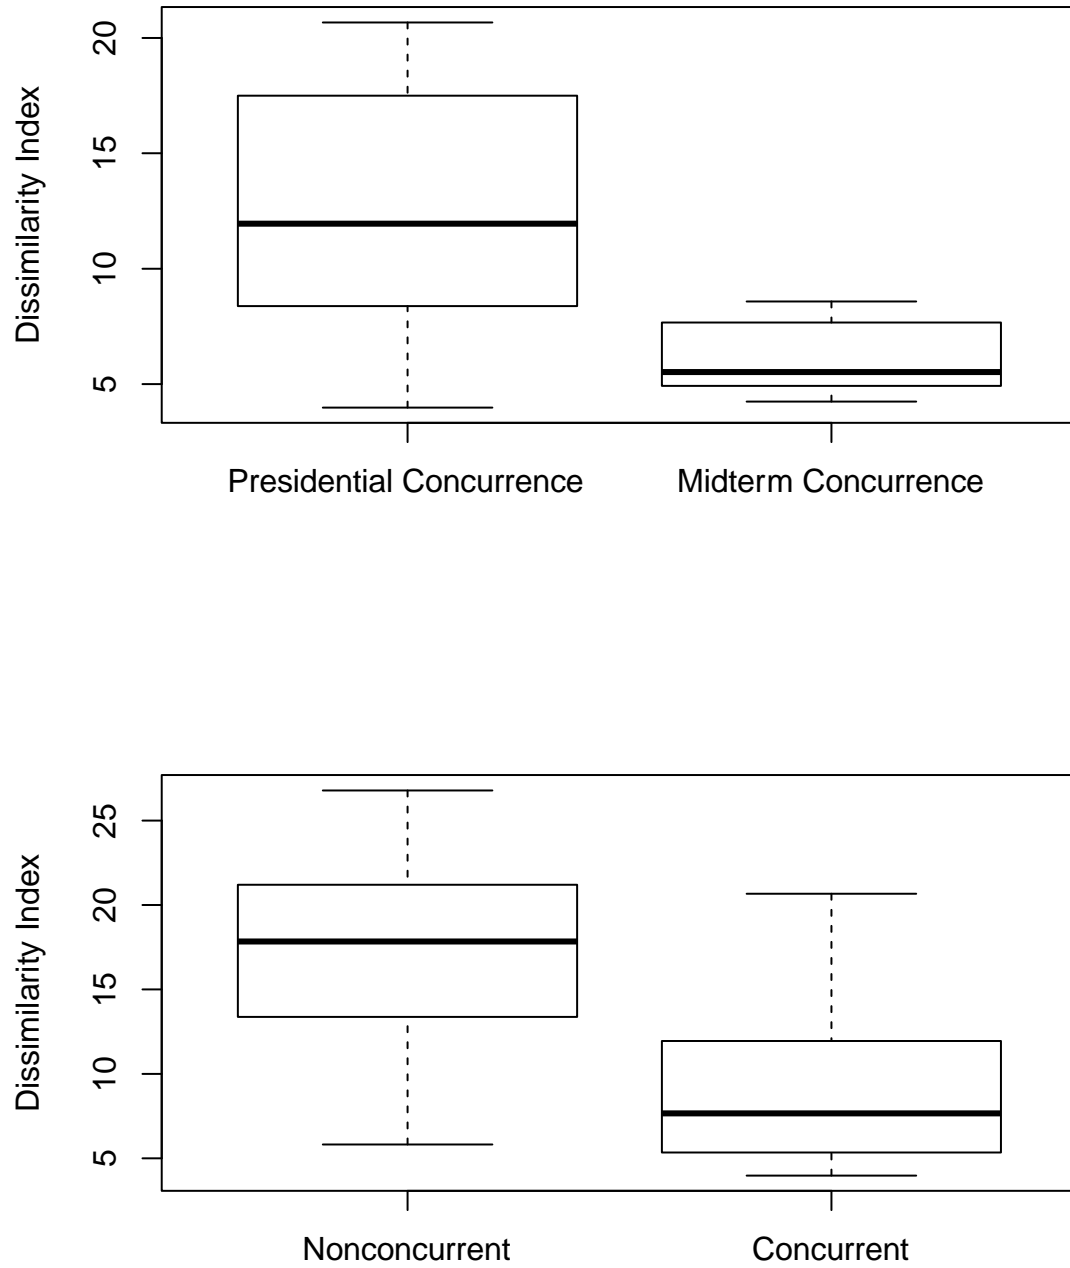 Dissimilarity Index
20
15
10
5
Presidential Concurrence Midterm Concurrence
Dissimilarity Index
25
20
15
10
5
Nonconcurrent Concurrent